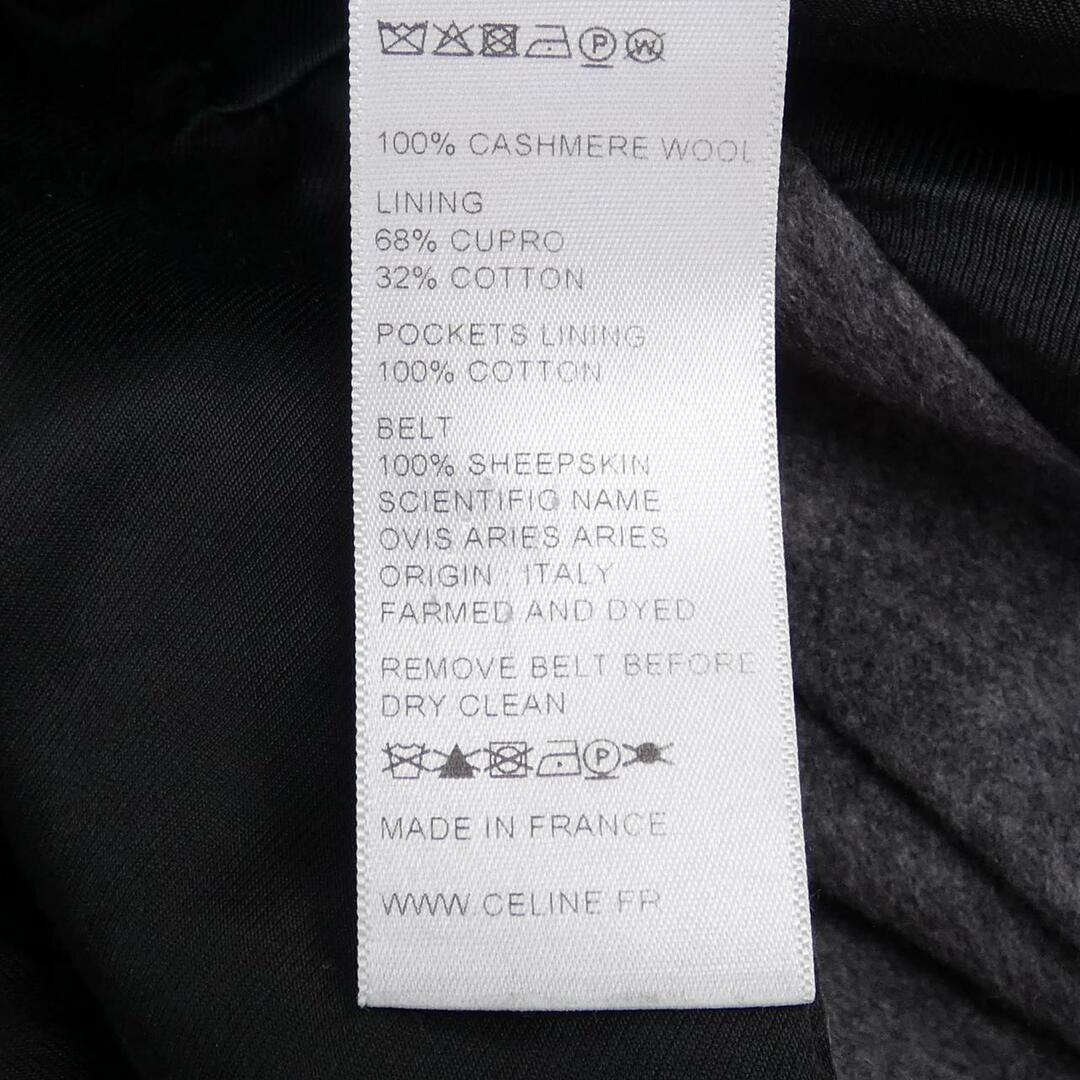 100% CASHMERE WOOL
LINING
68% CUPRO
32% COTTON
POCKETS LINING
100% COTTON
BELT
100% SHEEPSKIN
SCIENTIFIC NAME
OVIS ARIES ARIES
ORIGIN : ITALY
FARMED AND DYED
REMOVE BELT BEFORE
DRY CLEAN
MADE IN FRANCE
WWW.CELINE.FR